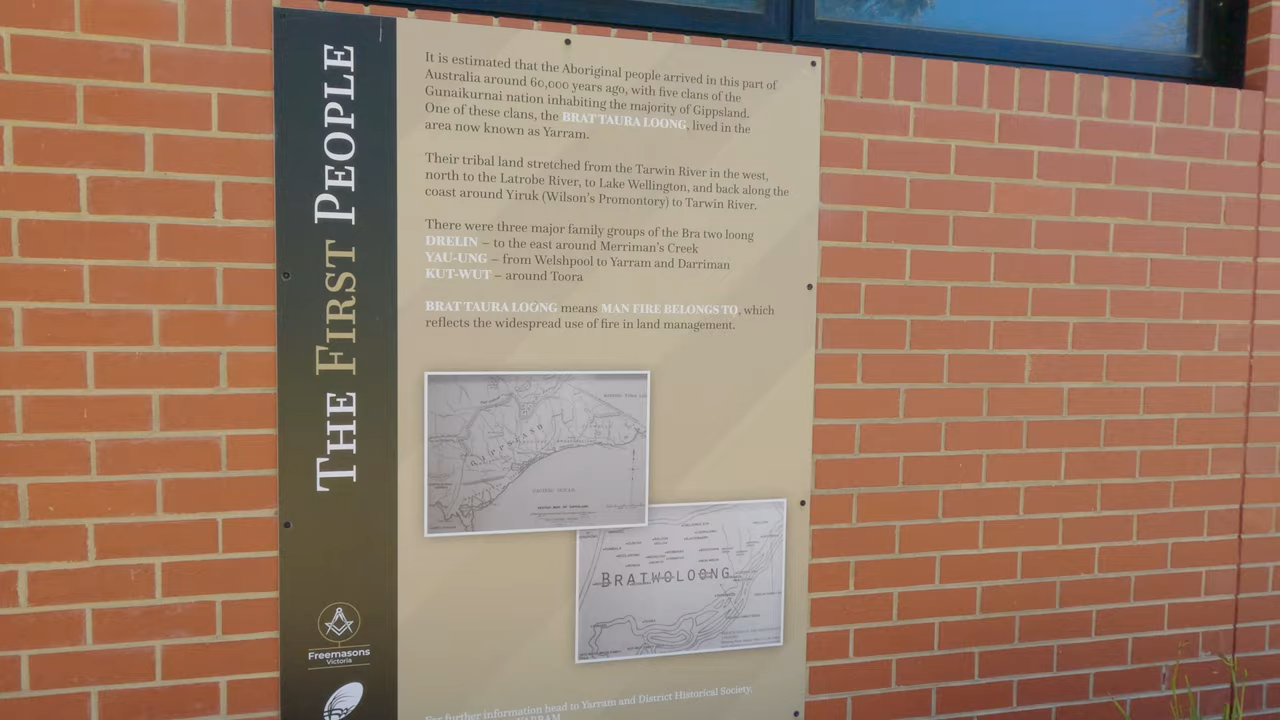 THE FIRST PEOPLE
It is estimated that the Aboriginal people arrived in this part of
Australia around 60,000 years ago, with five clans of the
Gunaikurnai nation inhabiting the majority of Gippsland.
One of these clans, the BRAT TAURA LOONG, lived in the
area now known as Yarram.
Their tribal land stretched from the Tarwin River in the west,
north to the Latrobe River, to Lake Wellington, and back along the
coast around Yiruk (Wilson's Promontory) to Tarwin River.
There were three major family groups of the Bra two loong
DRELIN – to the east around Merriman's Creek
YAU-UNG – from Welshpool to Yarram and Darriman
KUT-WUT – around Toora
BRAT TAURA LOONG means MAN FIRE BELONGS TO, which
reflects the widespread use of fire in land management.
GIPPSLAND
PACIFIC OCEAN
BRATWOLOONG
Freemasons
Victoria
For further information head to Yarram and District Historical Society,
YARRAM